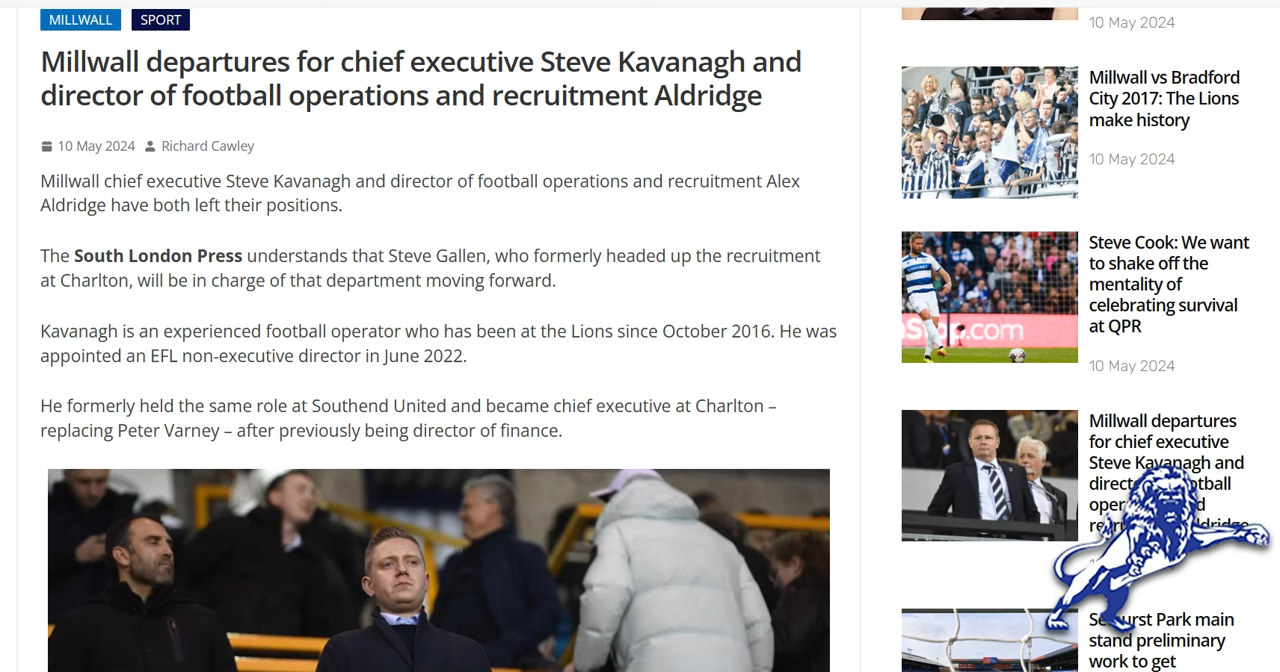 MILLWALL SPORT
Millwall departures for chief executive Steve Kavanagh and
director of football operations and recruitment Aldridge
10 May 2024 Richard Cawley
Millwall chief executive Steve Kavanagh and director of football operations and recruitment Alex
Aldridge have both left their positions.
The South London Press understands that Steve Gallen, who formerly headed up the recruitment
at Charlton, will be in charge of that department moving forward.
Kavanagh is an experienced football operator who has been at the Lions since October 2016. He was
appointed an EFL non-executive director in June 2022.
He formerly held the same role at Southend United and became chief executive at Charlton –
replacing Peter Varney – after previously being director of finance.
10 May 2024
Millwall vs Bradford
City 2017: The Lions
make history
10 May 2024
Steve Cook: We want
to shake off the
mentality of
celebrating survival
at QPR
10 May 2024
Millwall departures
for chief executive
Steve Kavanagh and
Park main
stand preliminary
work to get